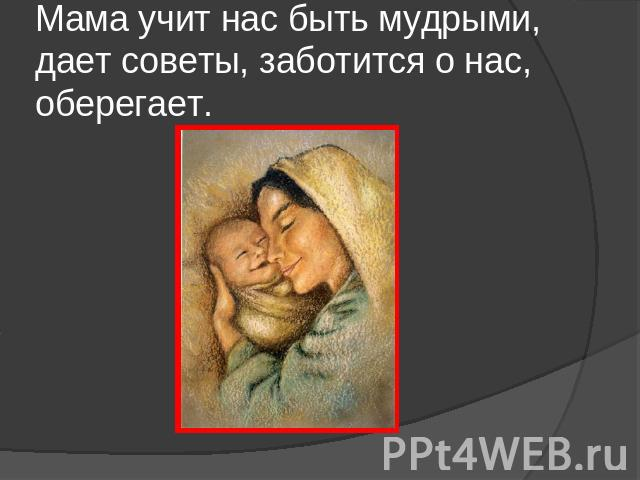 Мама учит нас быть мудрыми,
дает советы, заботится о нас,
оберегает.
PPt4WEB.ru